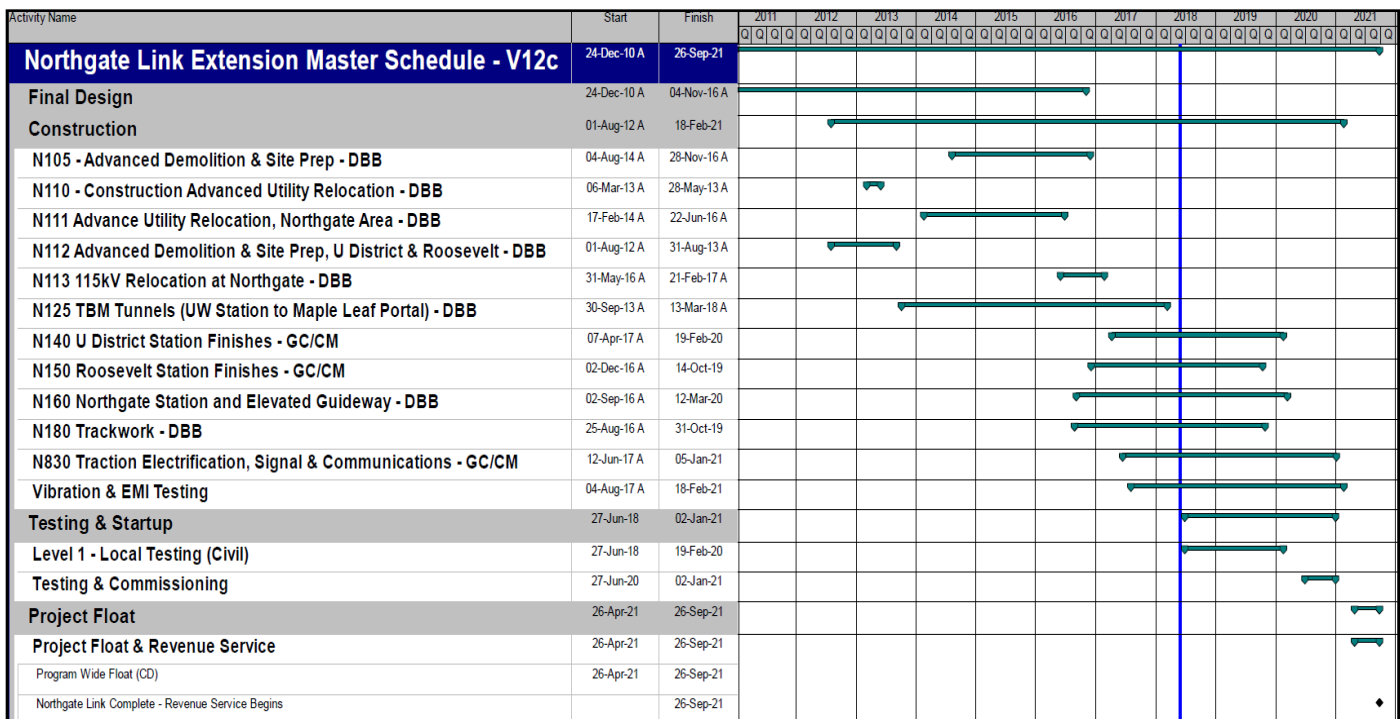 Activity Name Start Finish 2011 2012 2013 2014 2015 2016 2017 2018 2019 2020 2021
Q Q Q Q Q Q Q Q Q Q Q Q Q Q Q Q Q Q Q Q Q Q Q Q Q Q Q Q Q Q Q Q Q Q Q Q Q Q Q Q Q Q Q Q
Northgate Link Extension Master Schedule - V12c 24-Dec-10 A 26-Sep-21
Final Design 24-Dec-10 A 04-Nov-16 A
Construction 01-Aug-12 A 18-Feb-21
N105 - Advanced Demolition & Site Prep - DBB 04-Aug-14 A 28-Nov-16 A
N110 - Construction Advanced Utility Relocation - DBB 06-Mar-13 A 28-May-13 A
N111 Advance Utility Relocation, Northgate Area - DBB 17-Feb-14 A 22-Jun-16 A
N112 Advanced Demolition & Site Prep, U District & Roosevelt - DBB 01-Aug-12 A 31-Aug-13 A
N113 115kV Relocation at Northgate - DBB 31-May-16 A 21-Feb-17 A
N125 TBM Tunnels (UW Station to Maple Leaf Portal) - DBB 30-Sep-13 A 13-Mar-18 A
N140 U District Station Finishes - GC/CM 07-Apr-17 A 19-Feb-20
N150 Roosevelt Station Finishes - GC/CM 02-Dec-16 A 14-Oct-19
N160 Northgate Station and Elevated Guideway - DBB 02-Sep-16 A 12-Mar-20
N180 Trackwork - DBB 25-Aug-16 A 31-Oct-19
N830 Traction Electrification, Signal & Communications - GC/CM 12-Jun-17 A 05-Jan-21
Vibration & EMI Testing 04-Aug-17 A 18-Feb-21
Testing & Startup 27-Jun-18 02-Jan-21
Level 1 - Local Testing (Civil) 27-Jun-18 19-Feb-20
Testing & Commissioning 27-Jun-20 02-Jan-21
Project Float 26-Apr-21 26-Sep-21
Project Float & Revenue Service 26-Apr-21 26-Sep-21
Program Wide Float (CD) 26-Apr-21 26-Sep-21
Northgate Link Complete - Revenue Service Begins 26-Sep-21